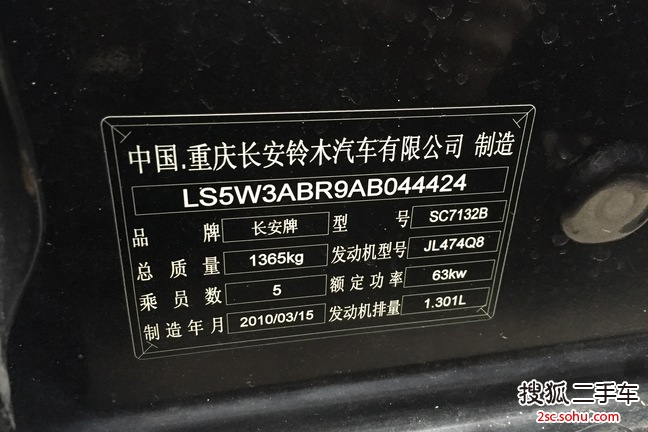 中国.重庆长安铃木汽车有限公司 制造
LS5W3ABR9AB044424
品牌 长安牌 型号 SC7132B
总质量 1365kg 发动机型号 JL474Q8
乘员数 5 额定功率 63kw
制造年月 2010/03/15 发动机排量 1.301L
搜狐二手车
2sc.sohu.com